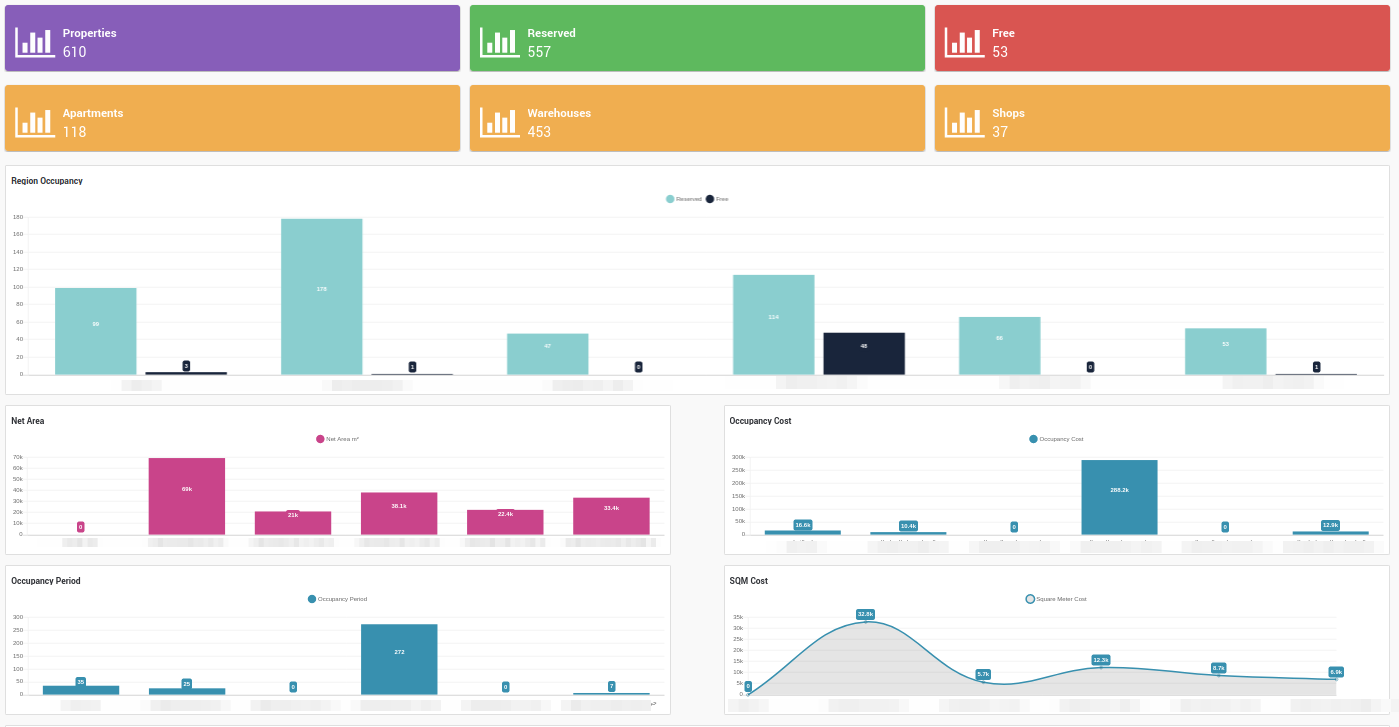 Properties
610
Reserved
557
Free
53
Apartments
118
Warehouses
453
Shops
37
Region Occupancy
Reserved Free
180
160
140
120
100
80
60
40
20
0
178
1
47
0
114
48
66
0
53
1
Net Area
Net Area m²
70k
60k
50k
40k
30k
20k
10k
0
0
69k
21k
38.1k
22.4k
33.4k
Occupancy Cost
Occupancy Cost
300k
250k
200k
150k
100k
50k
0
16.8k
10.4k
0
288.2k
0
12.9k
Occupancy Period
Occupancy Period
300
250
200
150
100
50
0
35
25
0
272
0
7
SQM Cost
Square Meter Cost
35k
30k
25k
20k
15k
10k
5k
0
0
32.8k
5.7k
12.3k
8.7k
6.9k